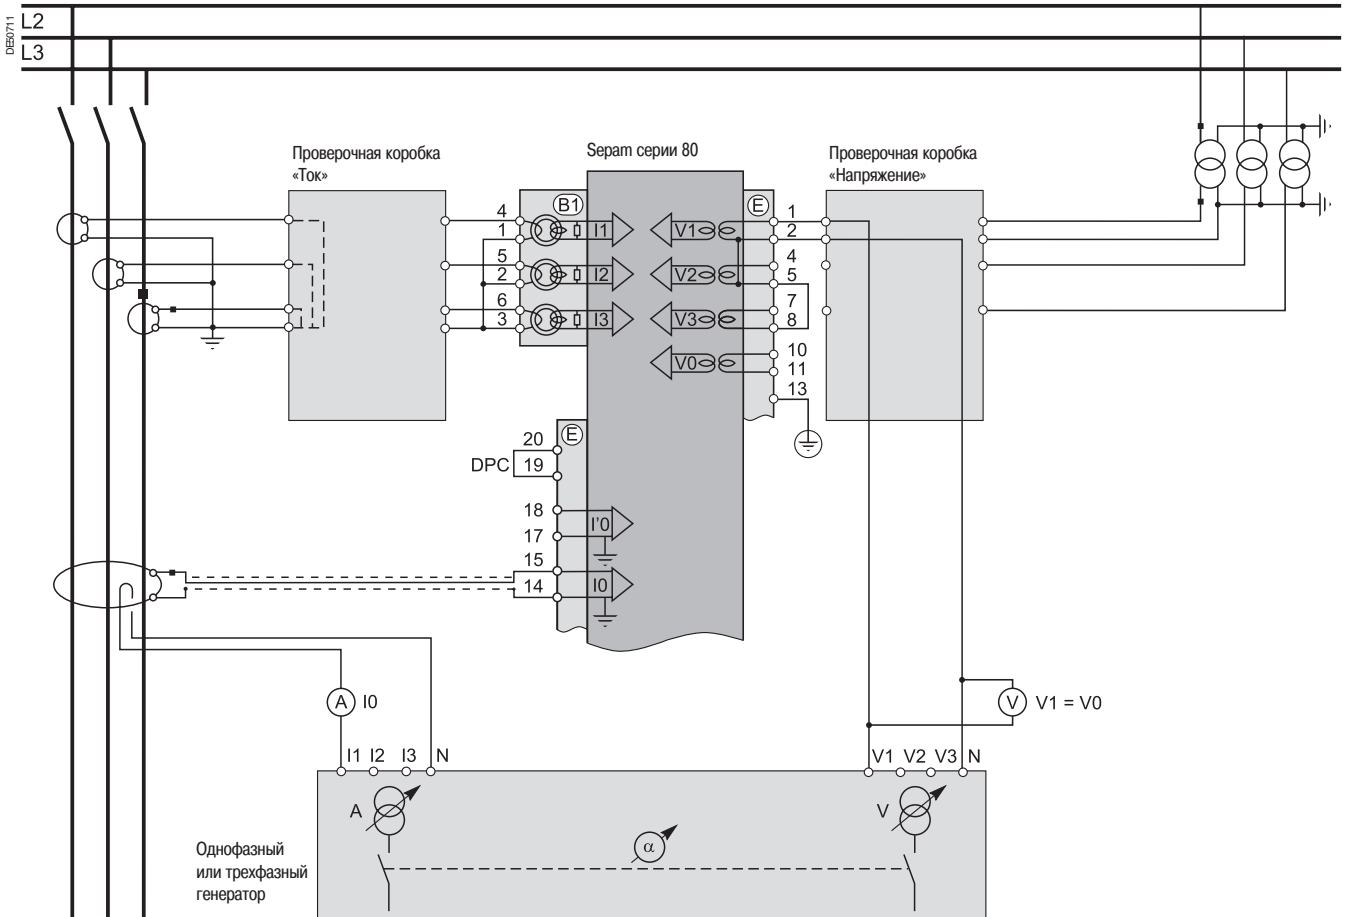 DE50711
L2
L3
Проверочная коробка
«Ток»
Sepam серии 80
Проверочная коробка
«Напряжение»
4
B1
E
1
1
I1
V1
2
5
4
2
I2
V2
5
6
7
3
I3
V3
8
10
V0
11
13
20
E
DPC
19
18
I'0
17
15
14
I0
A
I0
V
V1 = V0
I1
I2
I3
N
V1
V2
V3
N
A
V
α
Однофазный
или трехфазный
генератор